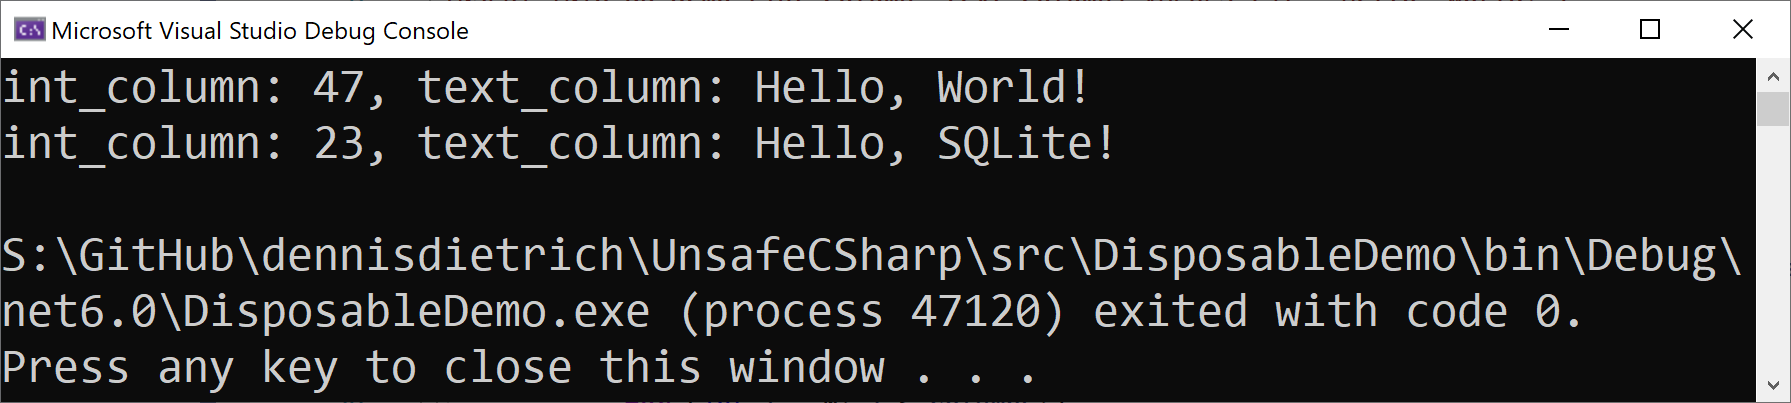 Microsoft Visual Studio Debug Console
int_column: 47, text_column: Hello, World!
int_column: 23, text_column: Hello, SQLite!
S:\GitHub\dennisdietrich\UnsafeCSharp\src\DisposableDemo\bin\Debug\
net6.0\DisposableDemo.exe (process 47120) exited with code 0.
Press any key to close this window . . .